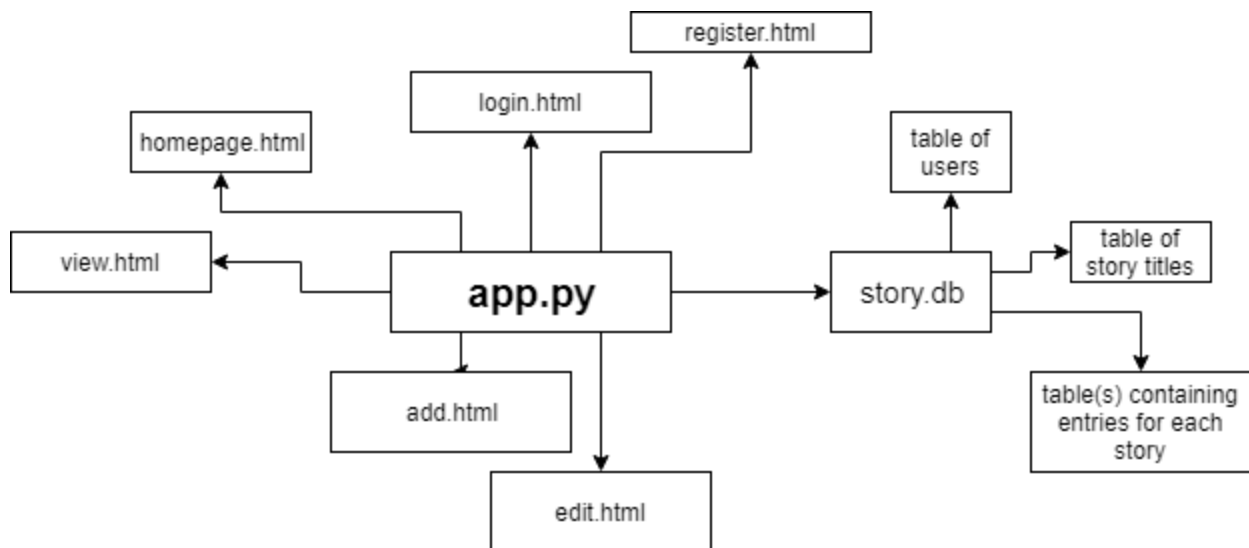 register.html
login.html
homepage.html
table of
users
view.html
app.py
story.db
table of
story titles
add.html
table(s) containing
entries for each
story
edit.html